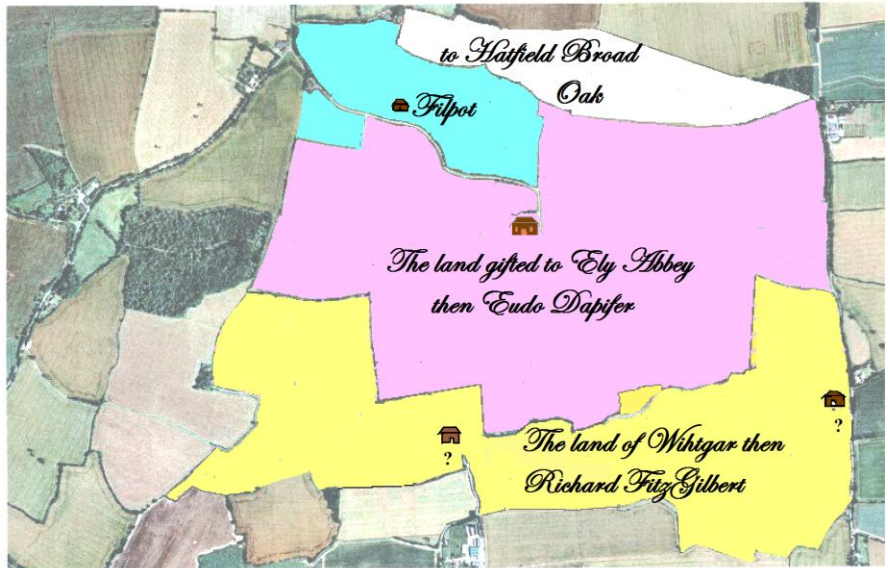 to Hatfield Broad
Oak
Filpot
The land gifted to Ely Abbey
then Eudo Dapifer
?
?
The land of Wihtgar then
Richard FitzGilbert